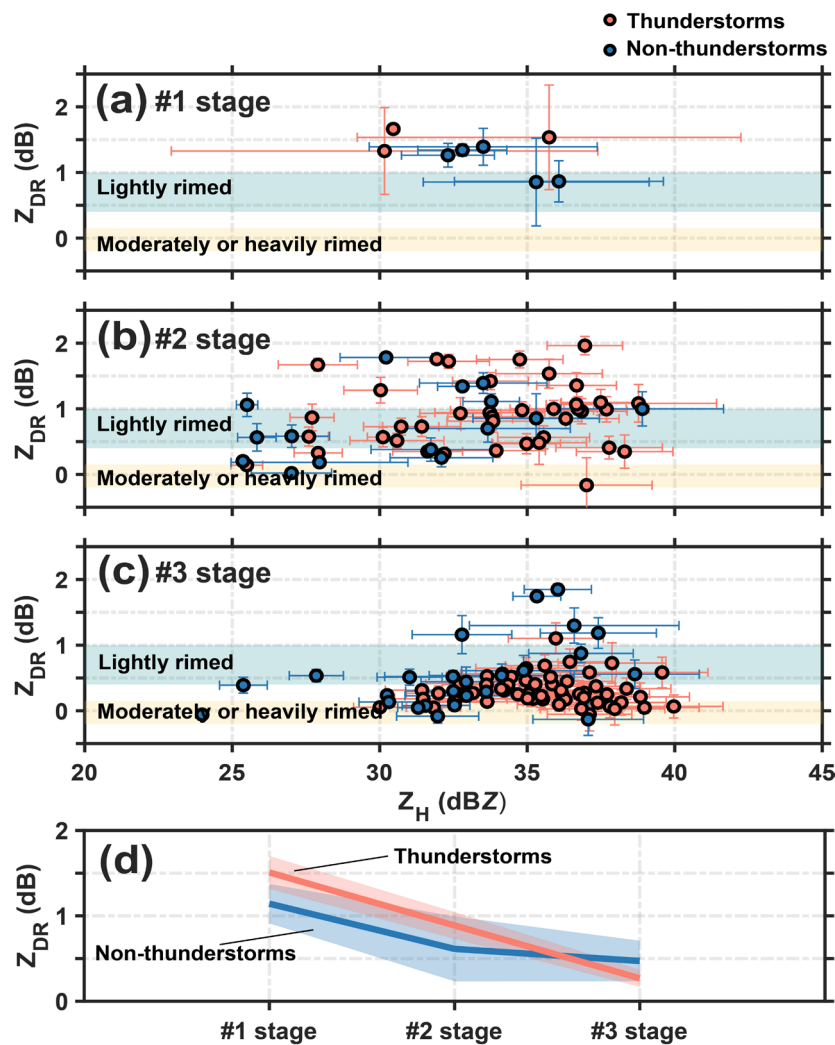 Thunderstorms
Non-thunderstorms
(a) #1 stage
2
1
0
Z_DR (dB)
Lightly rimed
Moderately or heavily rimed
(b) #2 stage
2
1
0
Z_DR (dB)
Lightly rimed
Moderately or heavily rimed
(c) #3 stage
2
1
0
Z_DR (dB)
Lightly rimed
Moderately or heavily rimed
20 25 30 35 40 45
Z_H (dBZ)
(d)
2
1
0
Z_DR (dB)
Thunderstorms
Non-thunderstorms
#1 stage #2 stage #3 stage